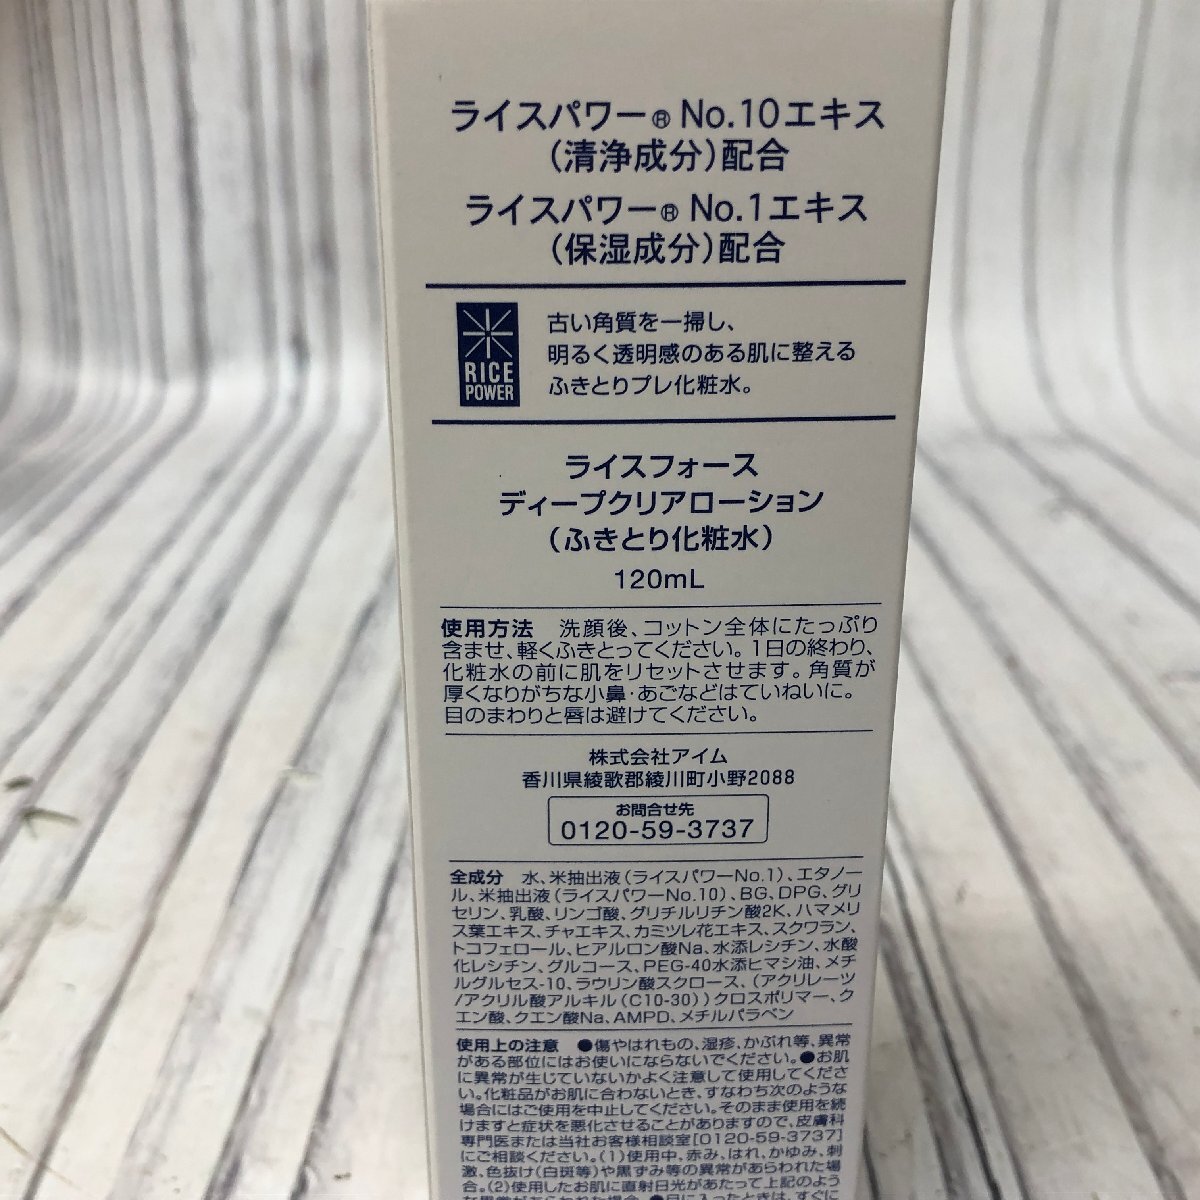 ライスパワー® No.10エキス
(清浄成分)配合
ライスパワー® No.1エキス
(保湿成分)配合
RICE
POWER
古い角質を一掃し、
明るく透明感のある肌に整える
ふきとりプレ化粧水。
ライスフォース
ディープクリアローション
(ふきとり化粧水)
120mL
使用方法 洗顔後、コットン全体にたっぷり
含ませ、軽くふきとってください。1日の終わり、
化粧水の前に肌をリセットさせます。角質が
厚くなりがちな小鼻・あごなどはていねいに。
目のまわりと唇は避けてください。
株式会社アイム
香川県綾歌郡綾川町小野2088
お問合せ先
0120-59-3737
全成分 水、米抽出液(ライスパワーNo.1)、エタノー
ル、米抽出液(ライスパワーNo.10)、BG、DPG、グリ
セリン、乳酸、リンゴ酸、グリチルリチン酸2K、ハマメリ
ス葉エキス、チャエキス、カミツレ花エキス、スクワラン、
トコフェロール、ヒアルロン酸Na、水添レシチン、水酸
化レシチン、グルコース、PEG-40水添ヒマシ油、メチ
ルグルセス-10、ラウリン酸スクロース、(アクリレーツ
/アクリル酸アルキル(C10-30))クロスポリマー、ク
エン酸、クエン酸Na、AMPD、メチルパラベン
使用上の注意 ●傷やはれもの、湿疹、かぶれ等、異常
がある部位にはお使いにならないでください。●お肌
に異常が生じていないかよく注意して使用してくださ
い。化粧品がお肌に合わないとき、すなわち次のような
場合にはご使用を中止してください。そのまま使用を続
けますと症状を悪化させることがありますので、皮膚科
専門医または当社お客様相談室[0120-59-3737]
にご相談ください。(1)使用中、赤み、はれ、かゆみ、刺
激、色抜け(白斑等)や黒ずみ等の異常があらわれた場
合。(2)使用したお肌に直射日光があたって上記のよう
な異常があらわれた場合。●目に入ったときは、すぐに